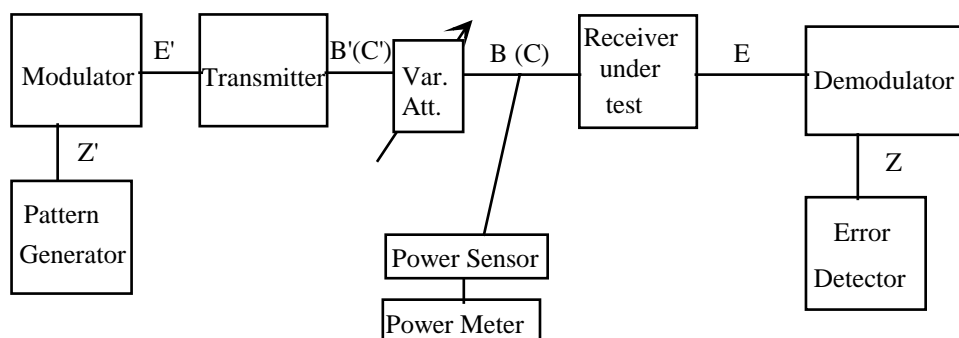 Modulator
E'
Transmitter
B'(C')
Var.
Att.
B (C)
Receiver
under
test
E
Demodulator
Z'
Z
Pattern
Generator
Power Sensor
Power Meter
Error
Detector